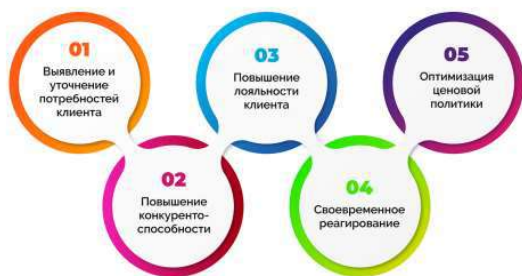 01
Выявление и
уточнение
потребностей
клиента
02
Повышение
конкуренто-
способности
03
Повышение
лояльности
клиента
04
Своевременное
реагирование
05
Оптимизация
ценовой
политики